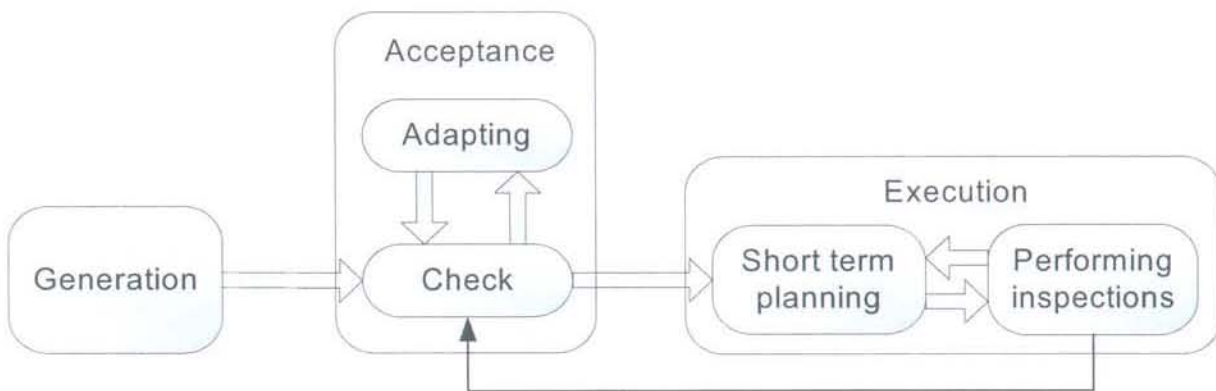 Acceptance
Adapting
Execution
Generation
Check
Short term
planning
Performing
inspections